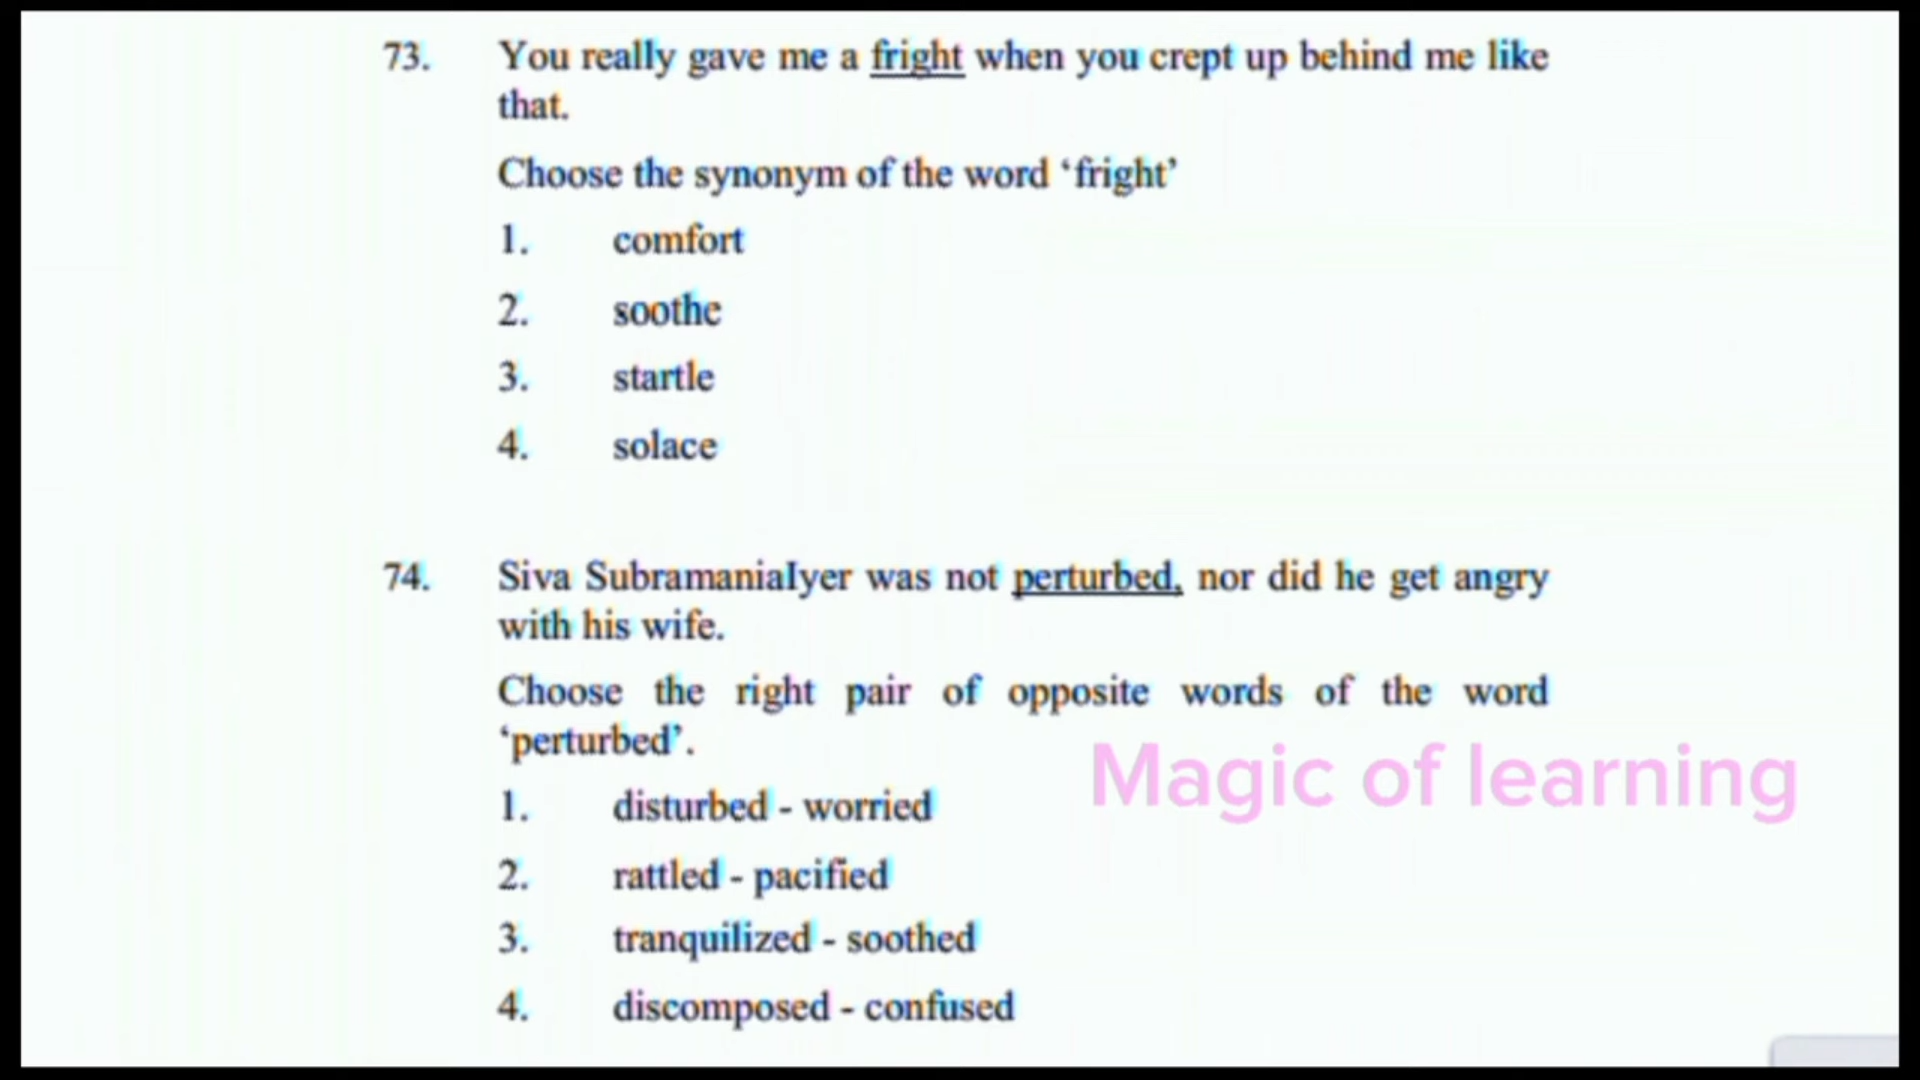 73. You really gave me a fright when you crept up behind me like
that.
Choose the synonym of the word ‘fright’
1. comfort
2. soothe
3. startle
4. solace
74. Siva SubramaniaIyer was not perturbed, nor did he get angry
with his wife.
Choose the right pair of opposite words of the word
‘perturbed’.
Magic of learning
1. disturbed - worried
2. rattled - pacified
3. tranquilized - soothed
4. discomposed - confused